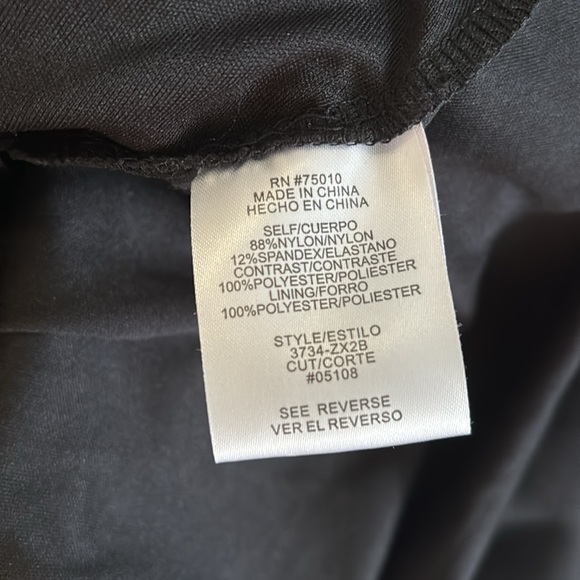 RN #75010
MADE IN CHINA
HECHO EN CHINA
SELF/CUERPO
88%NYLON/NYLON
12%SPANDEX/ELASTANO
CONTRAST/CONTRASTE
100%POLYESTER/POLIESTER
LINING/FORRO
100%POLYESTER/POLIESTER
STYLE/ESTILO
3734-ZX2B
CUT/CORTE
#05108
SEE REVERSE
VER EL REVERSO